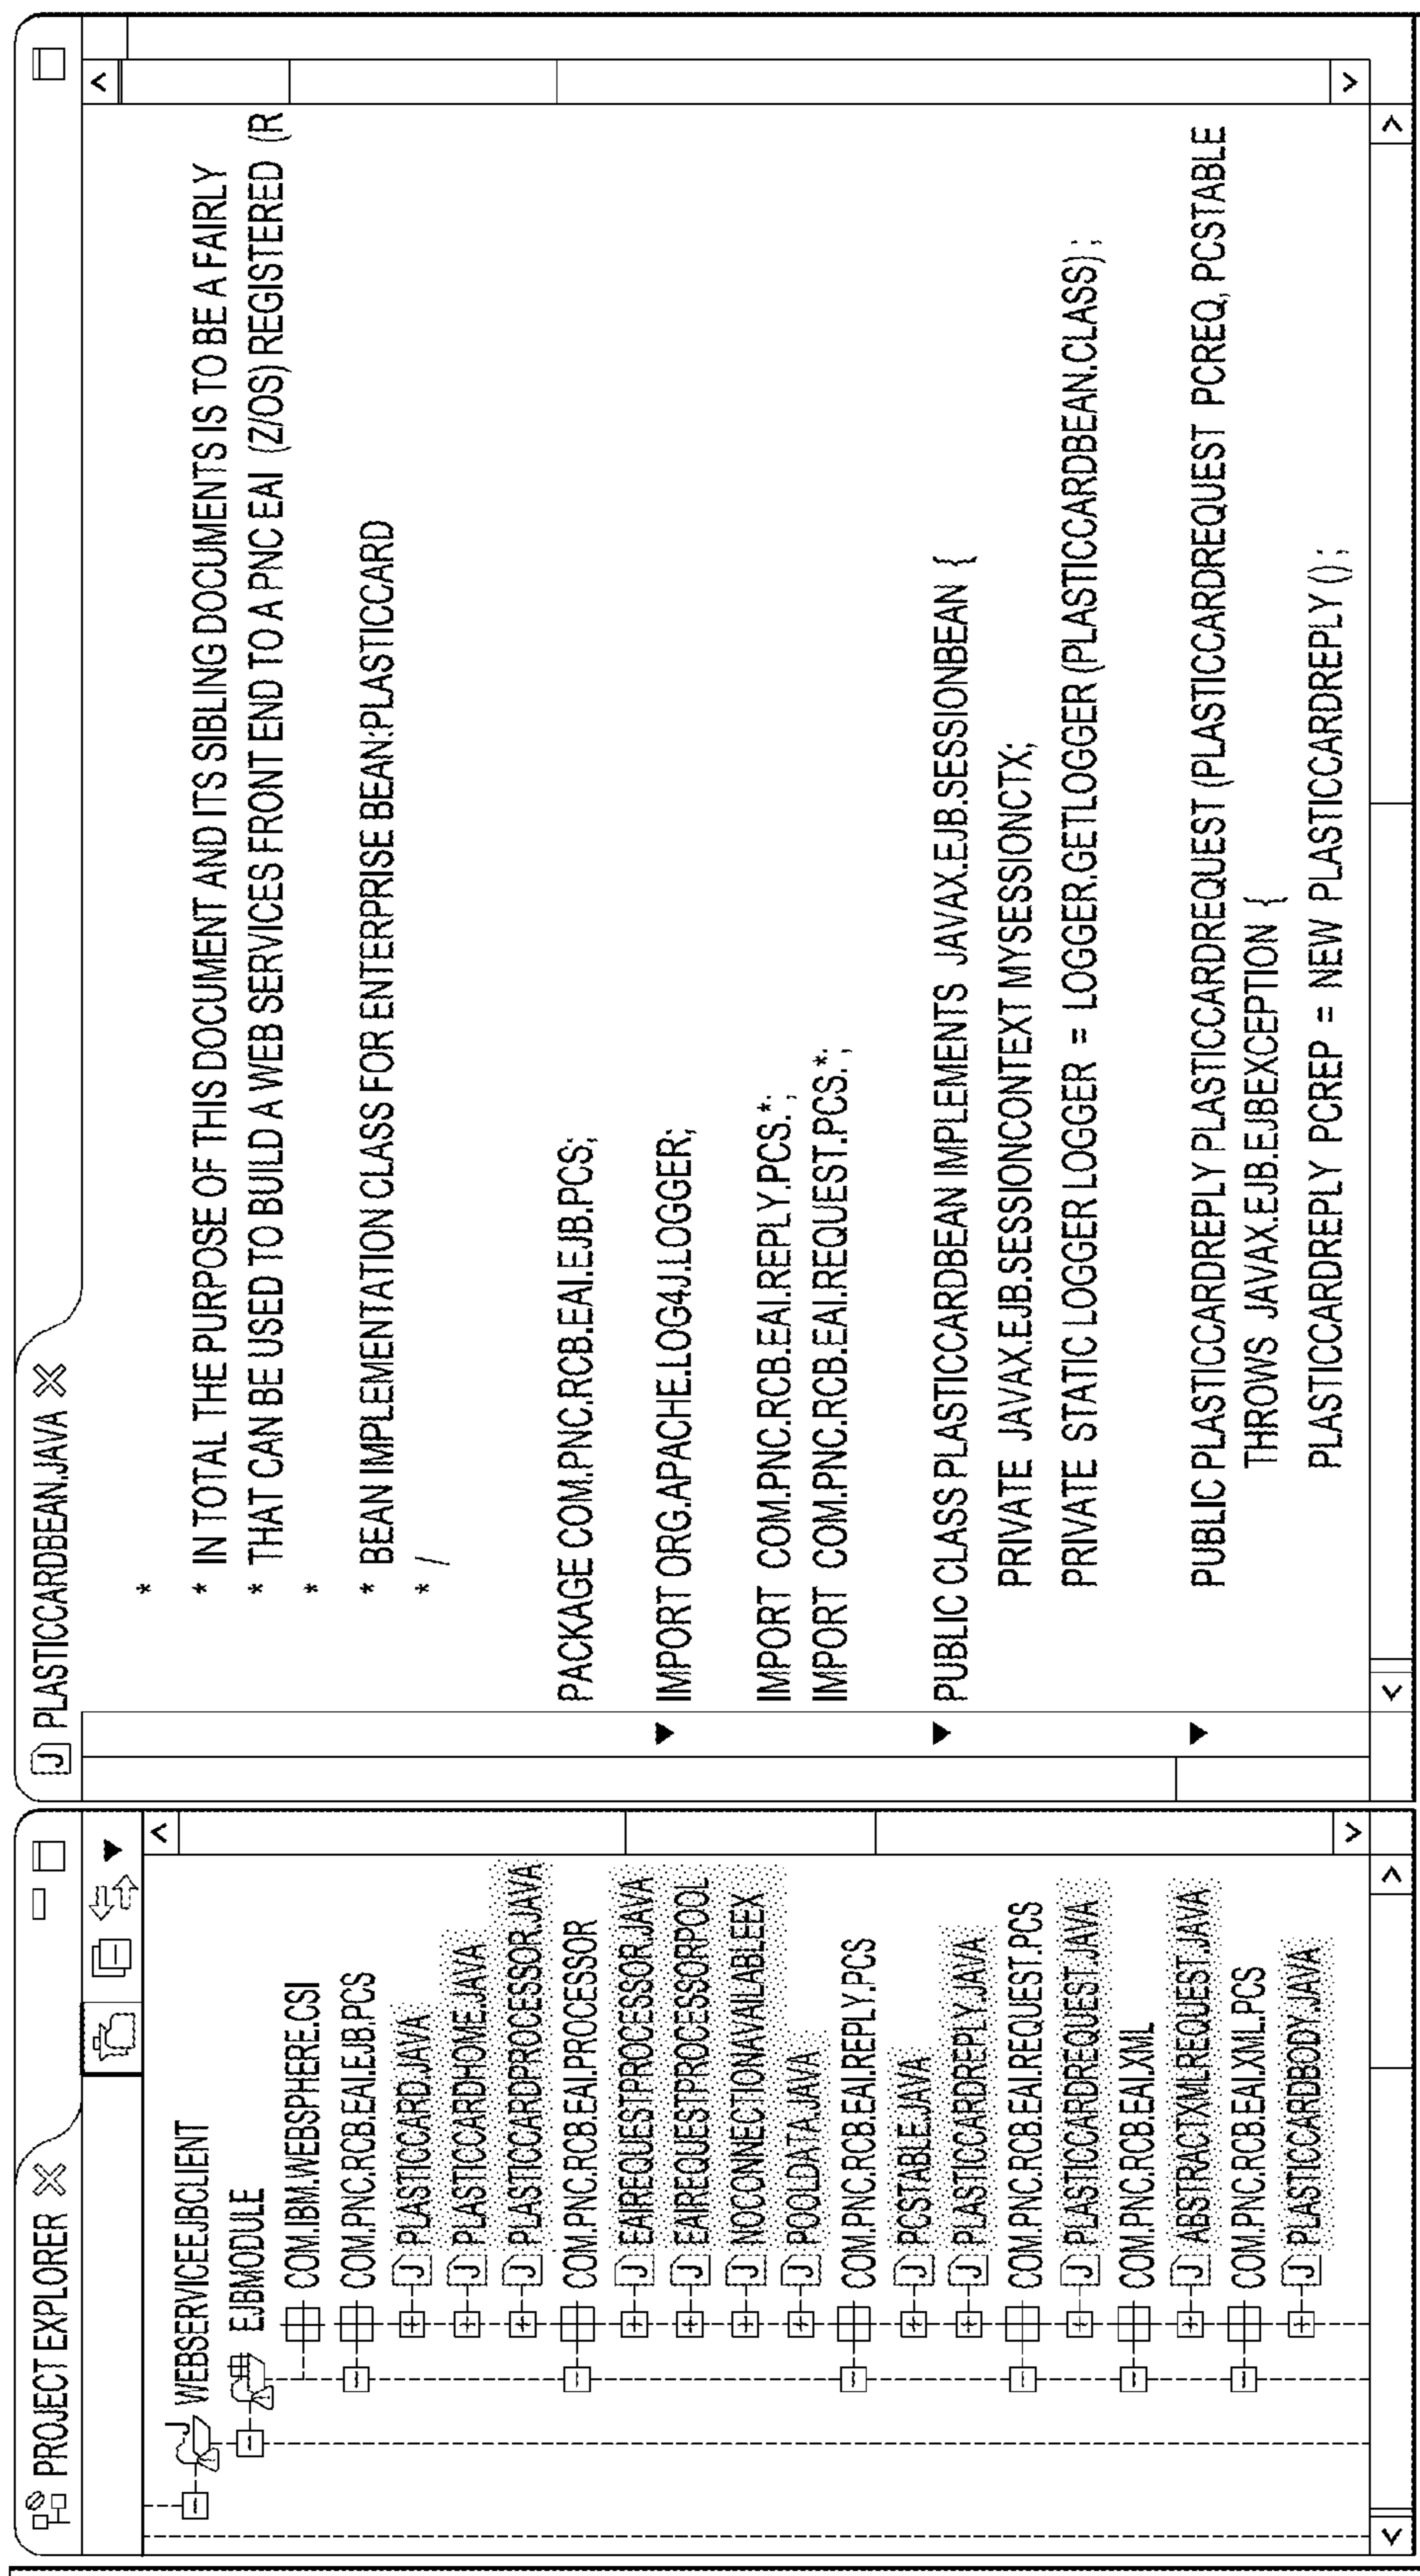 PROJECT EXPLORER
WEBSERVICEEJBCLIENT
EJBMODULE
COM.IBM.WEBSPHERE.CSI
COM.PNC.RCB.EAI.EJB.PCS
J PLASTICCARD.JAVA
J PLASTICCARDHOME.JAVA
J PLASTICCARDPROCESSOR.JAVA
COM.PNC.RCB.EAI.PROCESSOR
J EAIREQUESTPROCESSOR.JAVA
J EAIREQUESTPROCESSORPOOL
J NOCONNECTIONAVAILABLEEX
J POOLDATA.JAVA
COM.PNC.RCB.EAI.REPLY.PCS
J PCSTABLE.JAVA
J PLASTICCARDREPLY.JAVA
COM.PNC.RCB.EAI.REQUEST.PCS
J PLASTICCARDREQUEST.JAVA
COM.PNC.RCB.EAI.XML
J ABSTRACTXMLREQUEST.JAVA
COM.PNC.RCB.EAI.XML.PCS
J PLASTICCARDBODY.JAVA
J PLASTICCARDBEAN.JAVA
*
* IN TOTAL THE PURPOSE OF THIS DOCUMENT AND ITS SIBLING DOCUMENTS IS TO BE A FAIRLY
* THAT CAN BE USED TO BUILD A WEB SERVICES FRONT END TO A PNC EAI (Z/OS) REGISTERED (R
*
* BEAN IMPLEMENTATION CLASS FOR ENTERPRISE BEAN:PLASTICCARD
* /
PACKAGE COM.PNC.RCB.EAI.EJB.PCS;
IMPORT ORG.APACHE.LOG4J.LOGGER;
IMPORT COM.PNC.RCB.EAI.REPLY.PCS.*;
IMPORT COM.PNC.RCB.EAI.REQUEST.PCS.*;
PUBLIC CLASS PLASTICCARDBEAN IMPLEMENTS JAVAX.EJB.SESSIONBEAN {
PRIVATE JAVAX.EJB.SESSIONCONTEXT MYSESSIONCTX;
PRIVATE STATIC LOGGER LOGGER = LOGGER.GETLOGGER (PLASTICCARDBEAN.CLASS) ;
PUBLIC PLASTICCARDREPLY PLASTICCARDREQUEST (PLASTICCARDREQUEST PCREQ, PCSTABLE
THROWS JAVAX.EJB.EJBEXCEPTION {
PLASTICCARDREPLY PCREP = NEW PLASTICCARDREPLY () ;